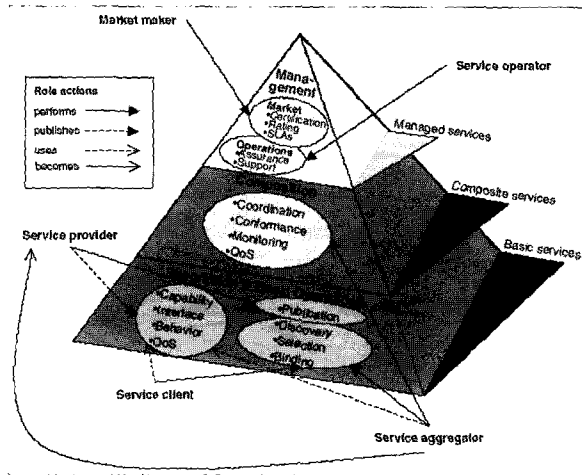 Market maker
Service operator
Role actions
performs
publishes
uses
becomes
Mana-
gement
Market
•Certification
•Rating
•SLAs
Operations
•Assurance
•Support
Managed services
Composite services
Basic services
•Coordination
•Conformance
•Monitoring
•QoS
Service provider
•Capability
•Interface
•Behavior
•QoS
•Publication
•Discovery
•Selection
•Binding
Service client
Service aggregator